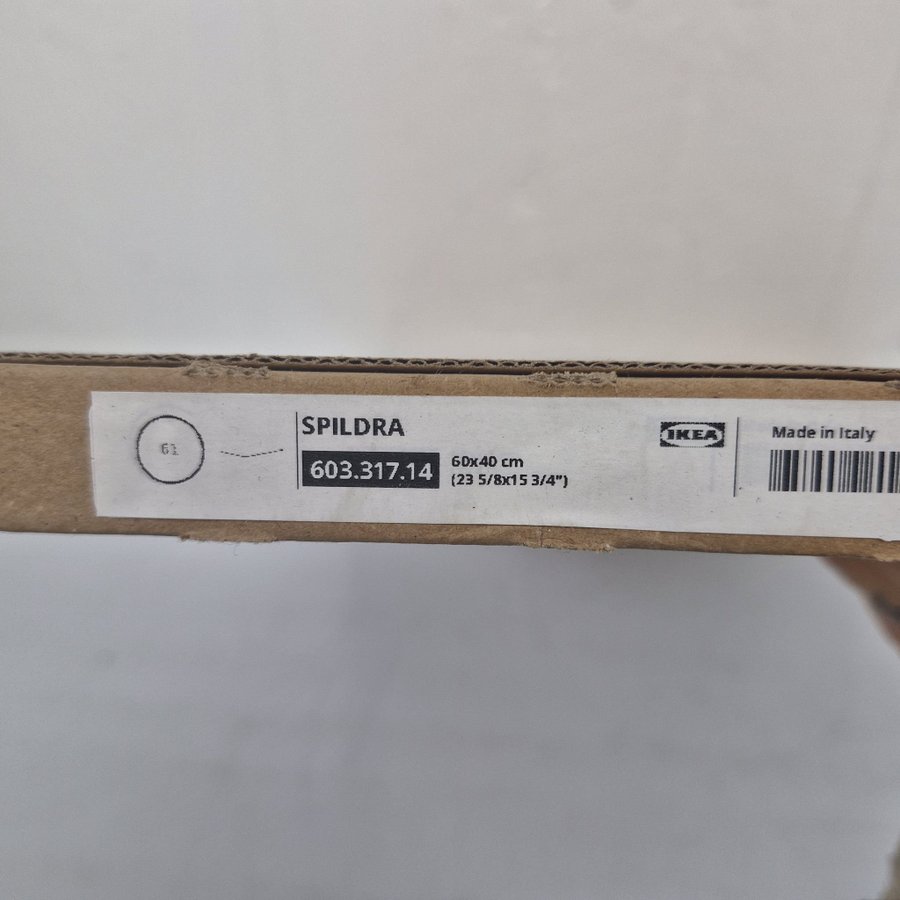 61
SPILDRA
603.317.14
60x40 cm
(23 5/8x15 3/4")
IKEA
Made in Italy